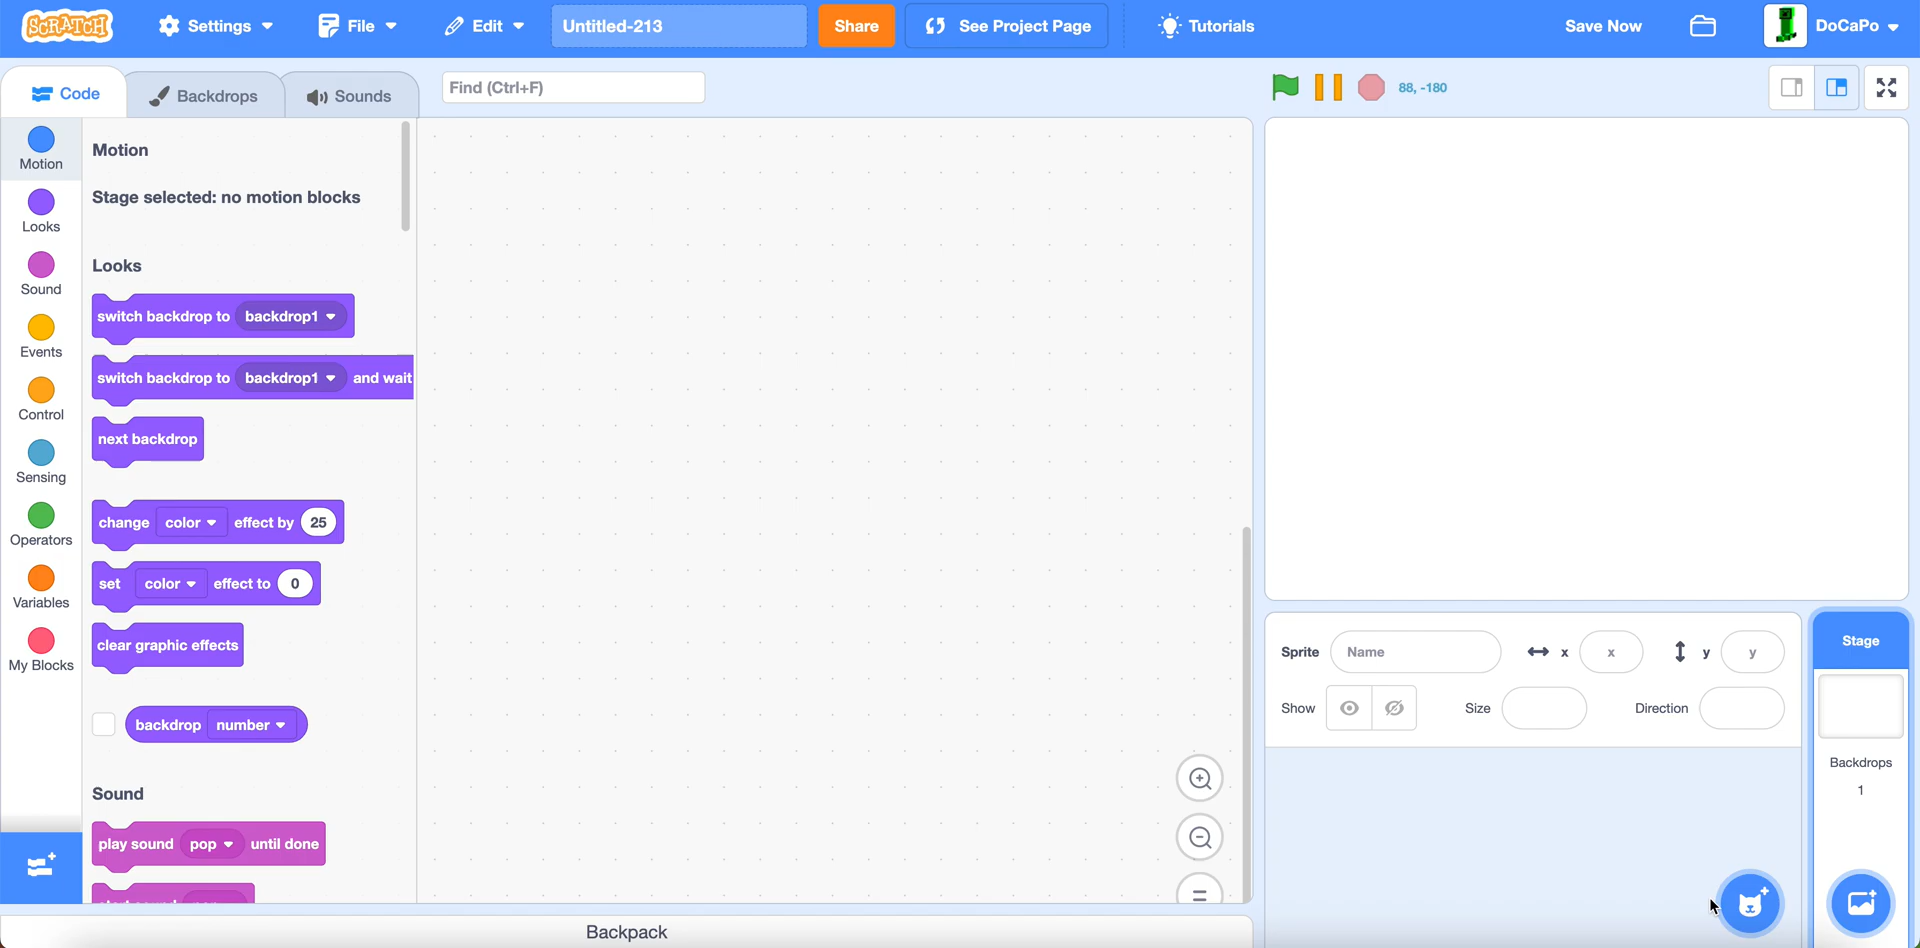 SCRATCH
Settings
File
Edit
Untitled-213
Share
See Project Page
Tutorials
Save Now
DoCaPo
Code
Backdrops
Sounds
Find (Ctrl+F)
88, -180
Motion
Looks
Sound
Events
Control
Sensing
Operators
Variables
My Blocks
Motion
Stage selected: no motion blocks
Looks
switch backdrop to backdrop1
switch backdrop to backdrop1 and wait
next backdrop
change color effect by 25
set color effect to 0
clear graphic effects
backdrop number
Sound
play sound pop until done
Backpack
Sprite Name x x y y
Show Size Direction
Stage
Backdrops
1